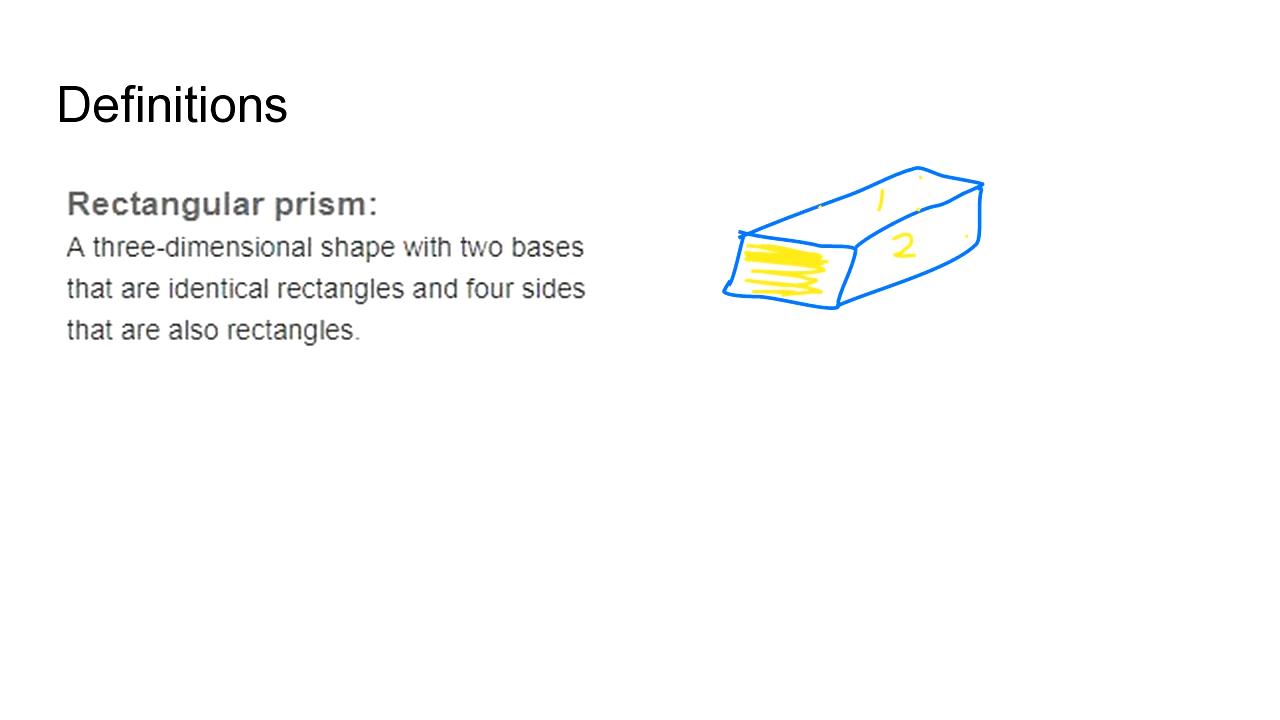 Definitions
Rectangular prism:
A three-dimensional shape with two bases
that are identical rectangles and four sides
that are also rectangles.
1
2